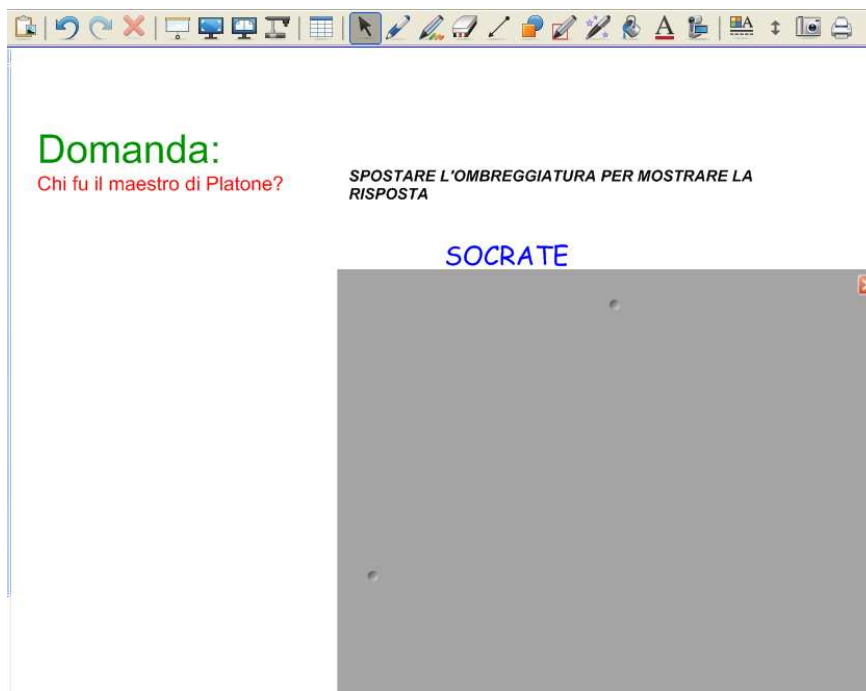 Domanda:
Chi fu il maestro di Platone?
SPOSTARE L'OMBREGGIATURA PER MOSTRARE LA
RISPOSTA
SOCRATE